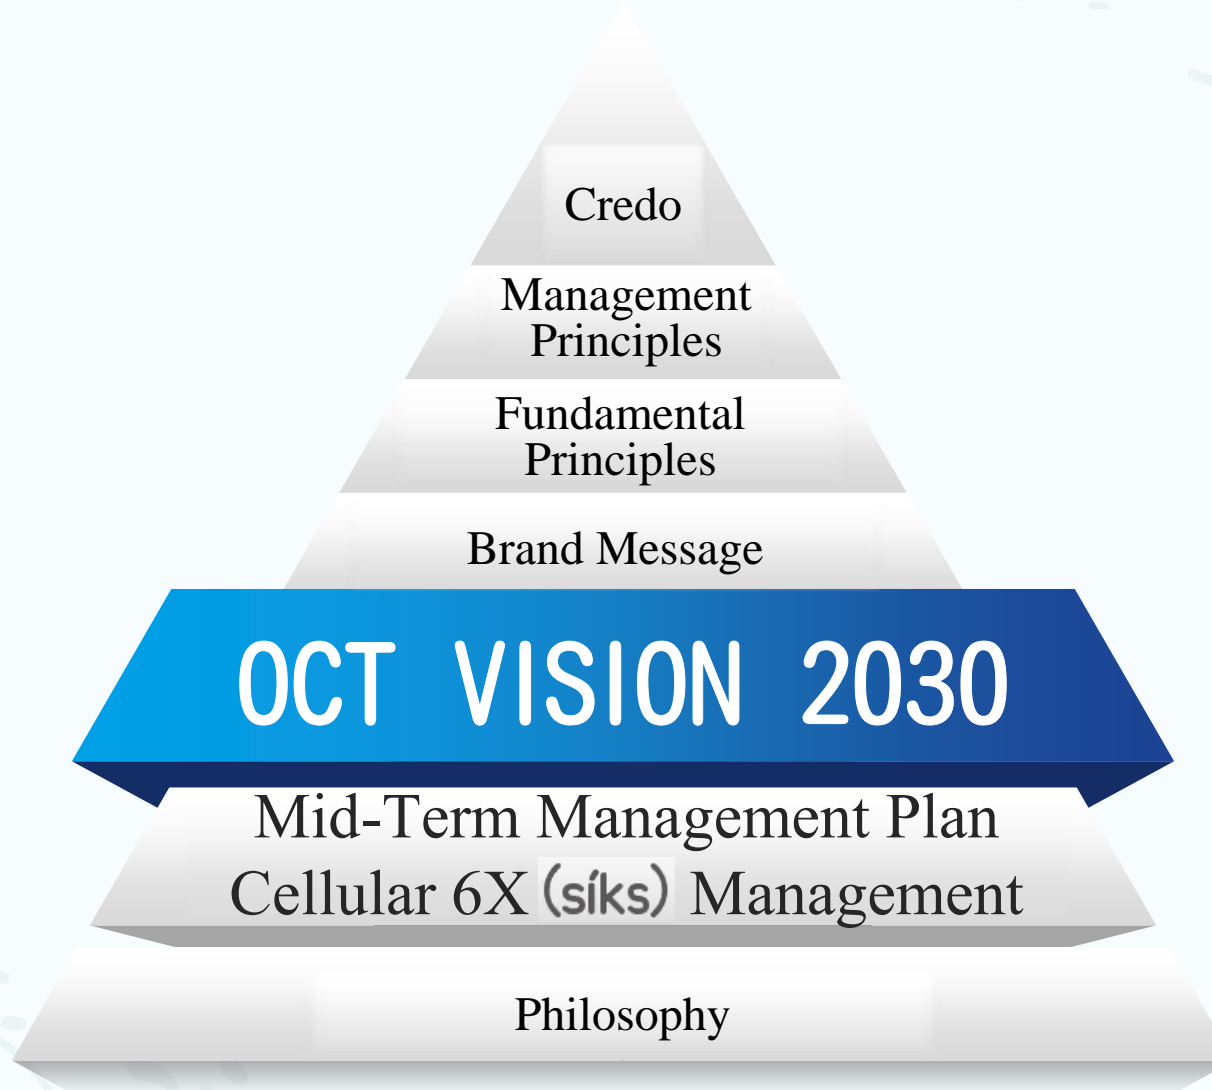 Credo
Management
Principles
Fundamental
Principles
Brand Message
OCT VISION 2030
Mid-Term Management Plan
Cellular 6X (síks) Management
Philosophy